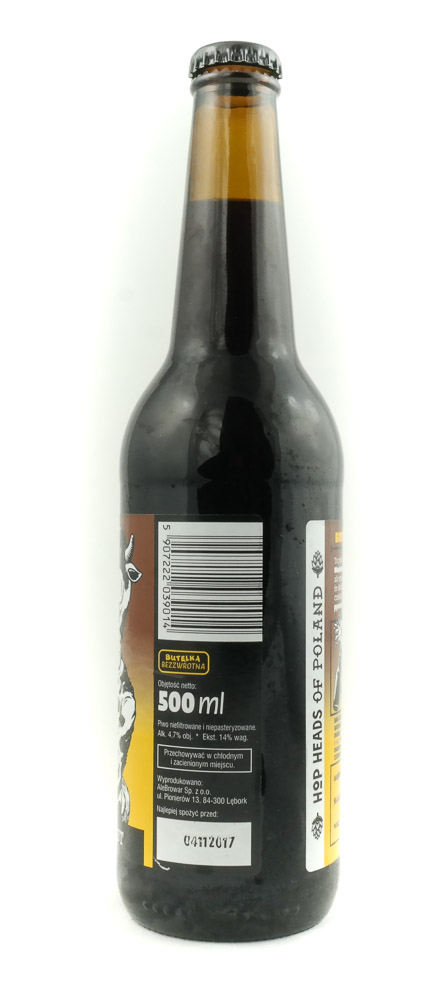 5 907222 039014
BUTELKA
BEZZWROTNA
Objętość netto:
500 ml
Piwo niefiltrowane i niepasteryzowane.
Alk. 4,7% obj. * Ekst. 14% wag.
Przechowywać w chłodnym
i zacienionym miejscu.
Wyprodukowano:
AleBrowar Sp. z o.o.
ul. Pionierów 13, 84-300 Lębork
Najlepiej spożyć przed:
04112017
HOP HEADS OF POLAND